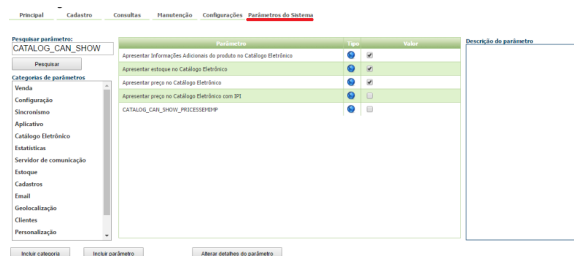 Principal Cadastro Consultas Manutenção Configurações Parâmetros do Sistema
Pesquisar parâmetro:
CATALOG_CAN_SHOW
Pesquisar
Categorias de parâmetros
Venda
Configuração
Sincronismo
Aplicativo
Catálogo Eletrônico
Estatísticas
Servidor de comunicação
Estoque
Cadastros
Email
Geolocalização
Clientes
Personalização
Parâmetro Tipo Valor
Apresentar Informações Adicionais do produto no Catálogo Eletrônico
Apresentar estoque no Catálogo Eletrônico
Apresentar preço no Catálogo Eletrônico
Apresentar preço no Catálogo Eletrônico com IPI
CATALOG_CAN_SHOW_PRICESSEMEMP
Descrição do parâmetro
Incluir categoria Incluir parâmetro Alterar detalhes do parâmetro